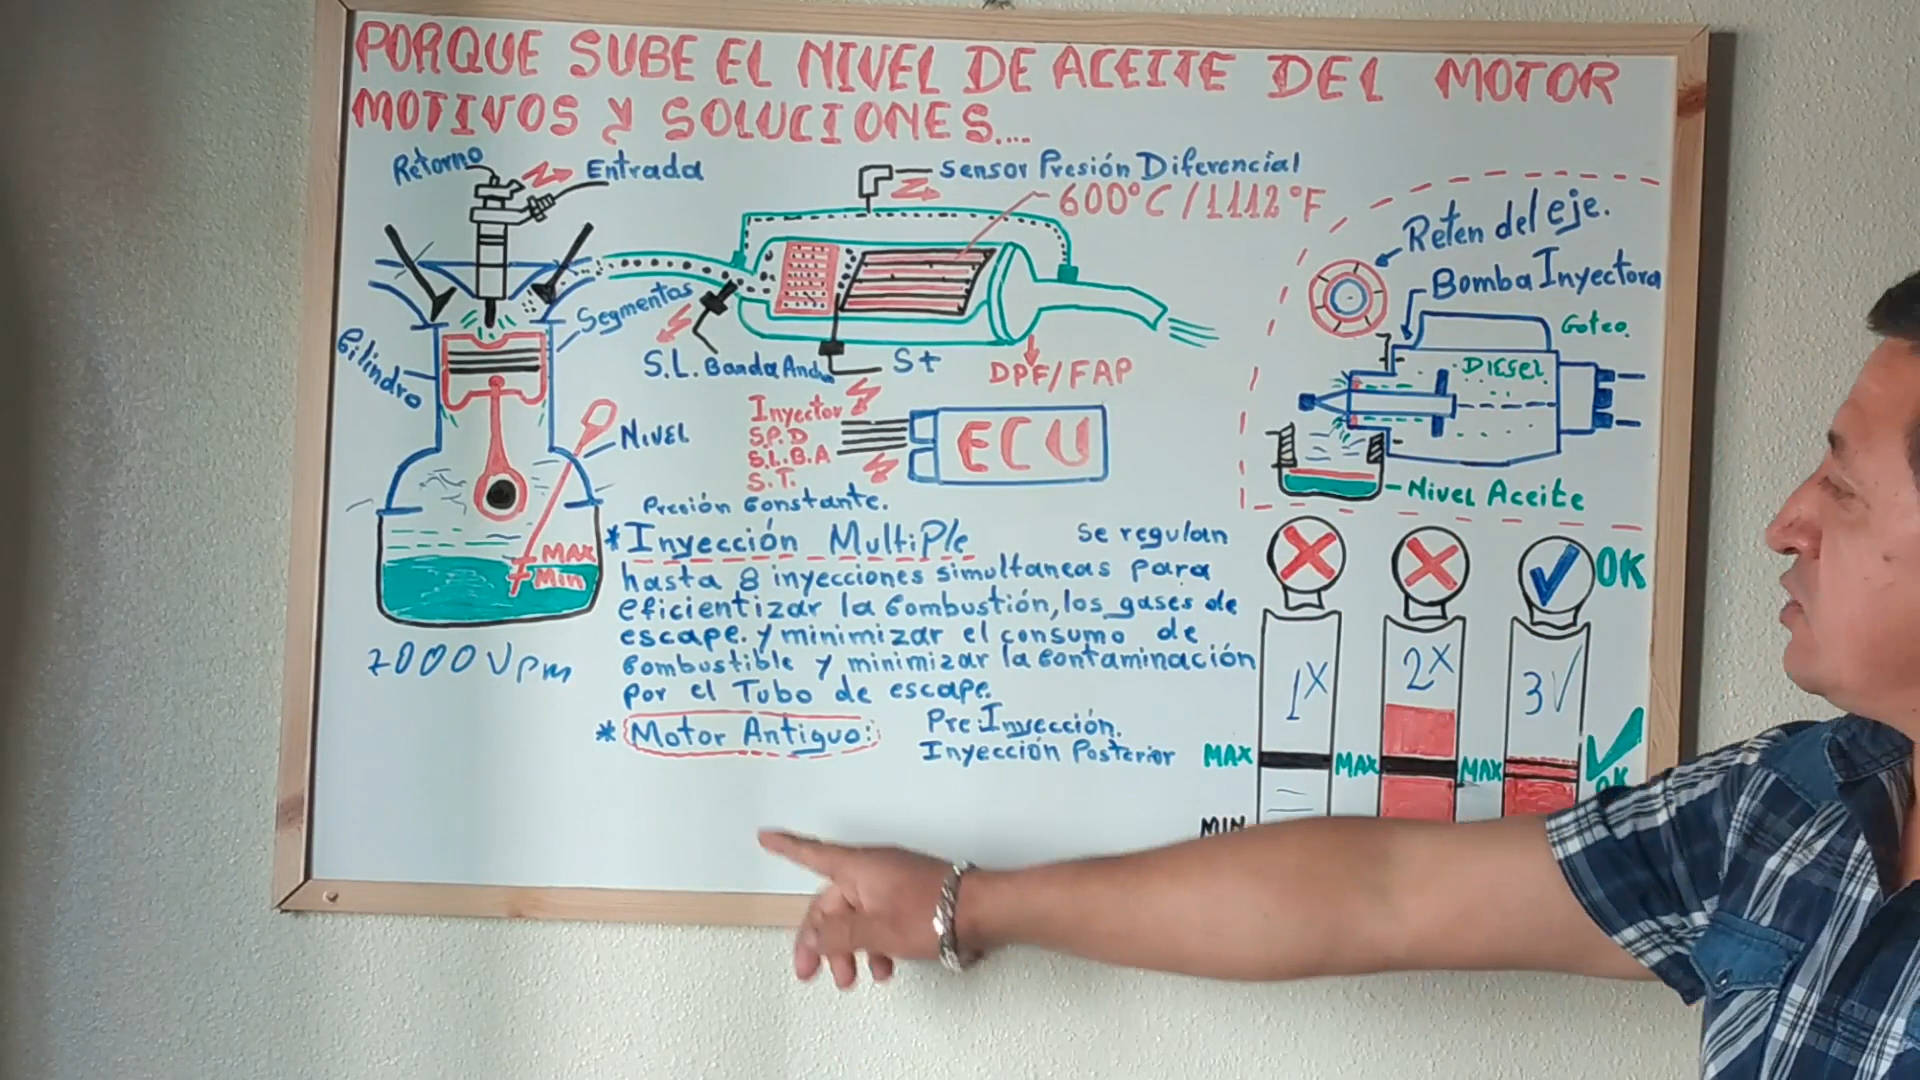 PORQUE SUBE EL NIVEL DE ACEITE DEL MOTOR
MOTIVOS Y SOLUCIONES....
Retorno
Entrada
Segmentos
Cilindro
NIVEL
MAX
Min
2000 Vpm
Sensor Presión Diferencial
600°C/1112°F
S.L. Banda Anch
St
DPF/FAP
Inyector
S.P.D
S.L.B.A
S.T.
ECU
Presión Constante.
* Inyección Multiple Se regulan
hasta 8 inyecciones simultaneas para
eficientizar la Combustión, los gases de
escape. y minimizar el consumo de
Combustible y minimizar la Contaminación
por el Tubo de escape.
* Motor Antiguo: Pre-Inyección.
Inyección Posterior
Reten del eje.
Bomba Inyectora
Goteo.
DIESEL
Nivel Aceite
OK
1X
2X
3√
MAX
MAX
MAX
OK
MIN